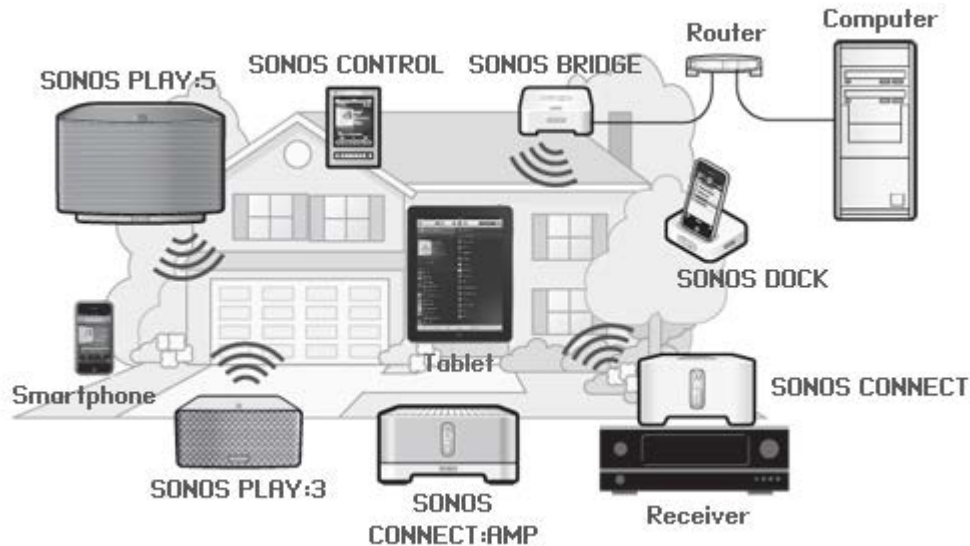 Computer
Router
SONOS CONTROL
SONOS BRIDGE
SONOS PLAY:5
SONOS DOCK
Tablet
Smartphone
SONOS CONNECT
SONOS PLAY:3
SONOS
CONNECT:AMP
Receiver